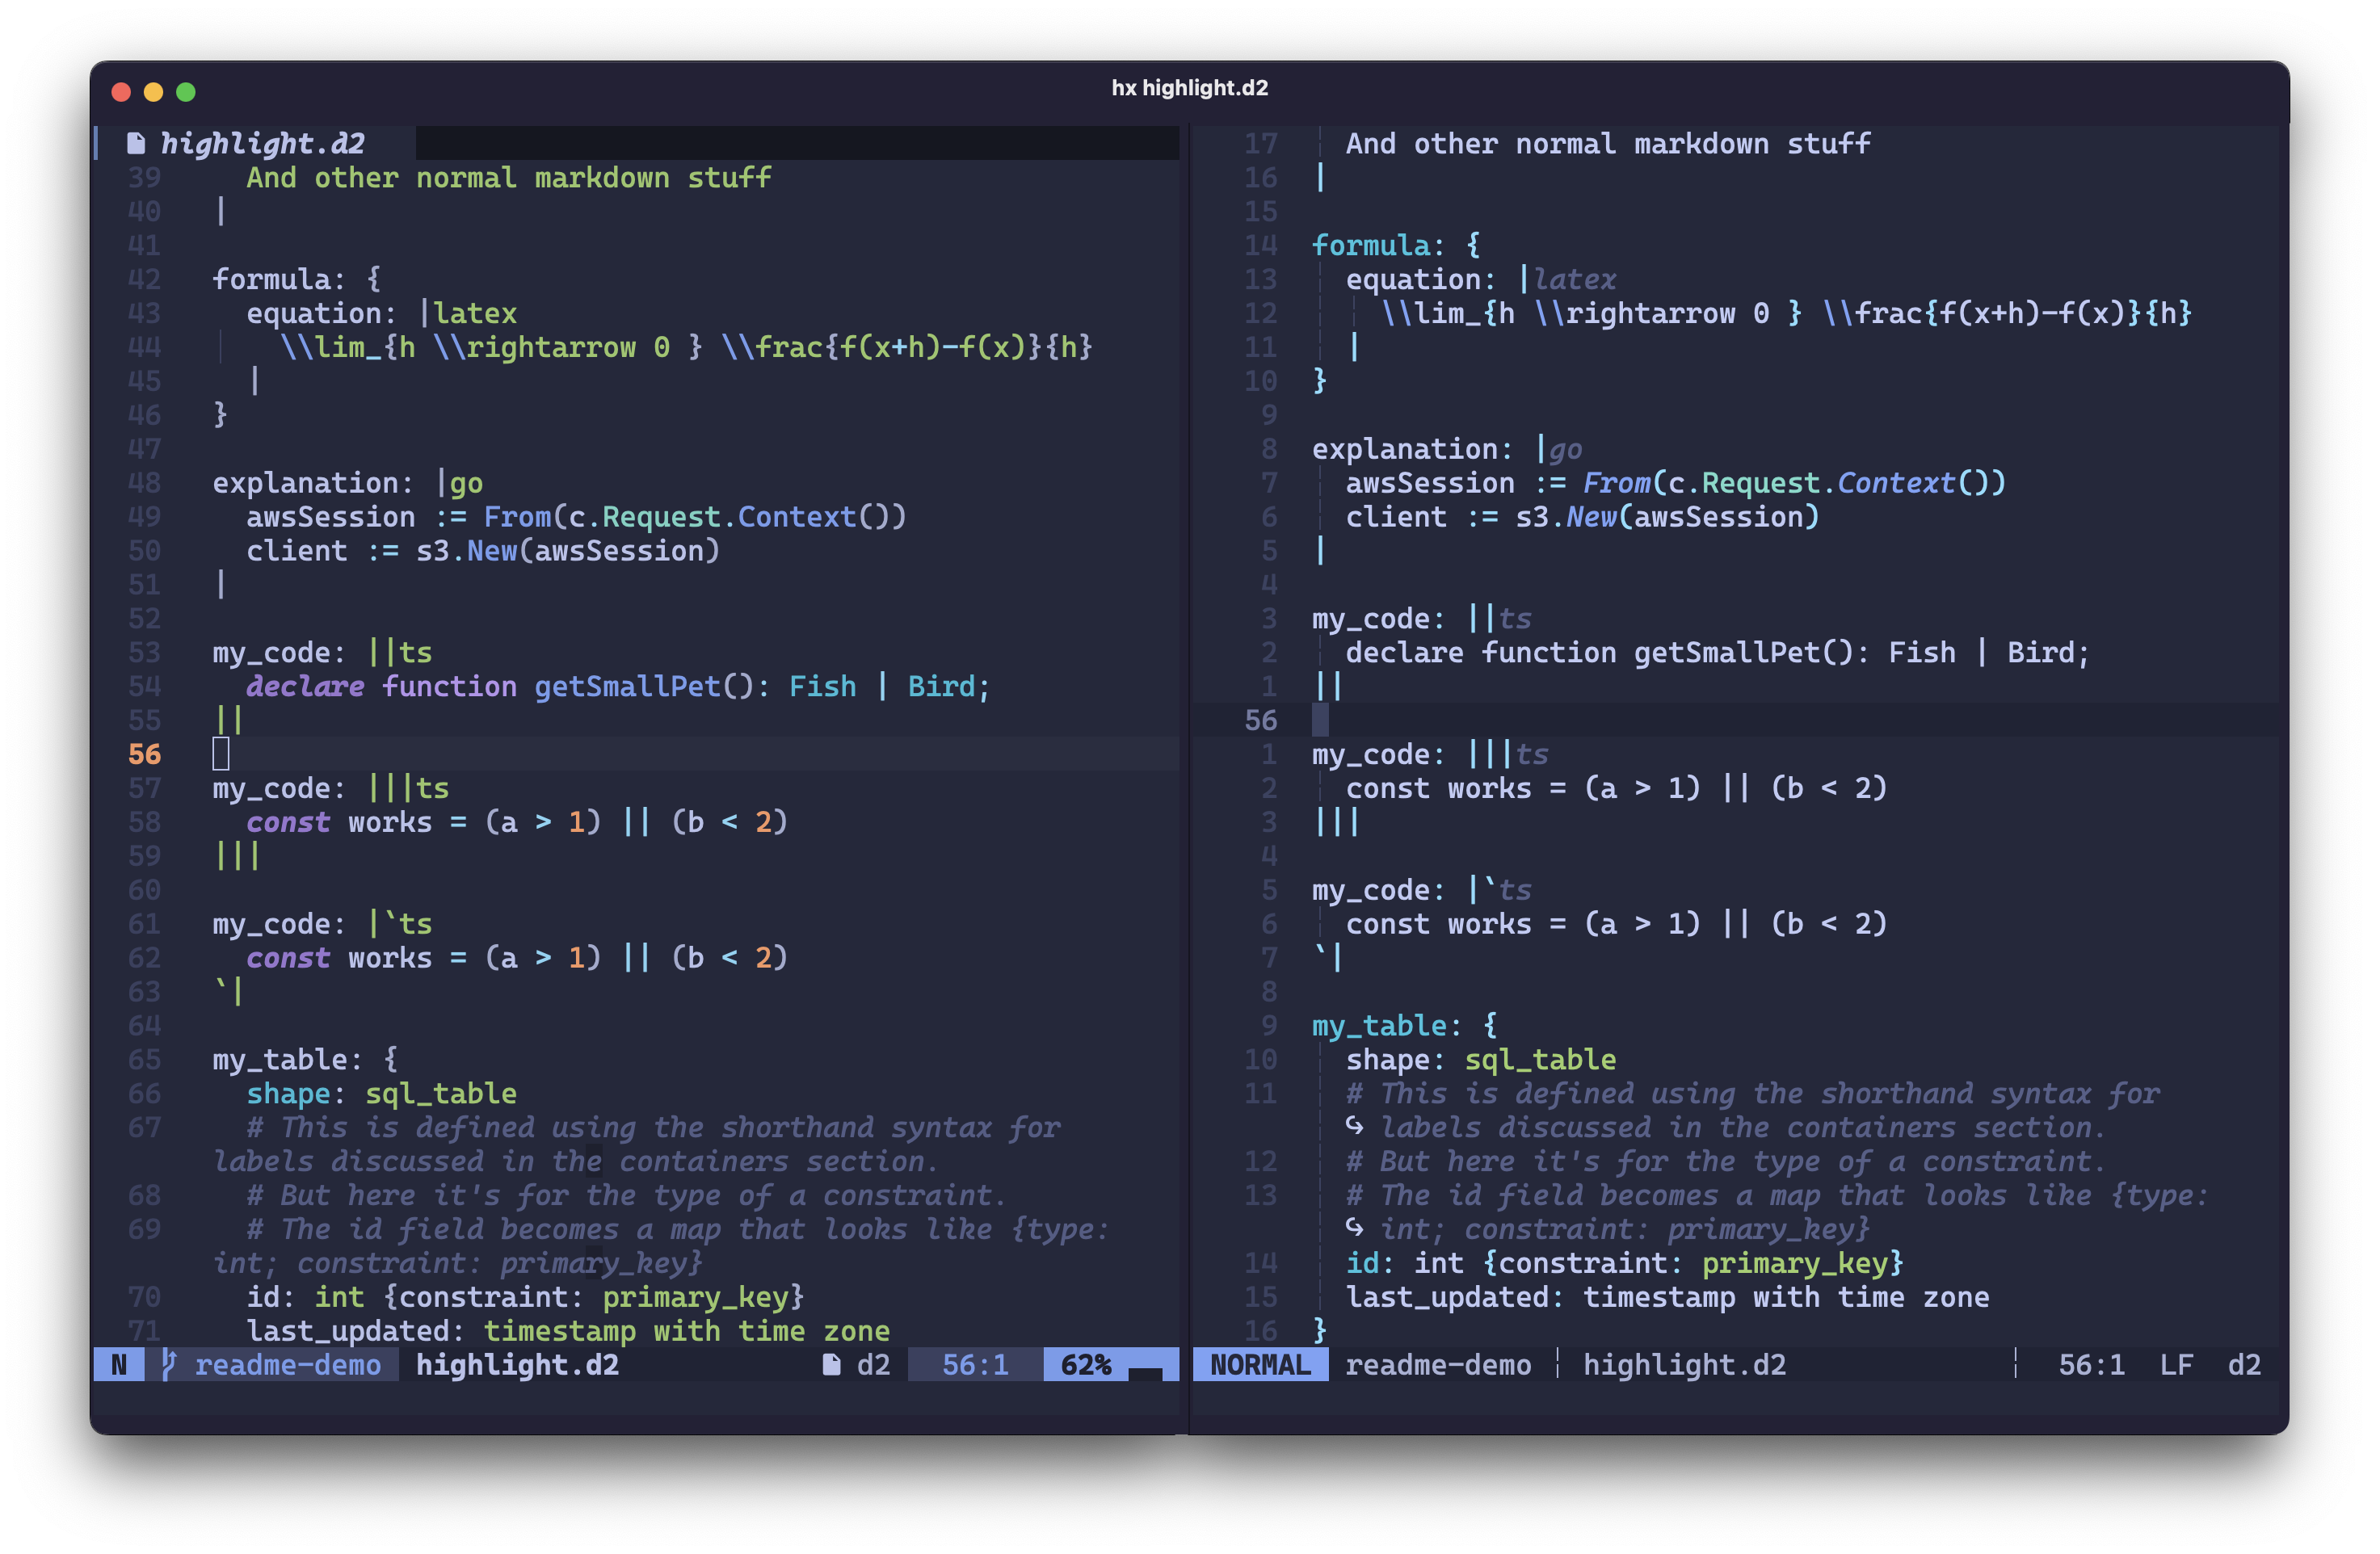 hx highlight.d2
highlight.d2
39 And other normal markdown stuff
40 |
41
42 formula: {
43 equation: |latex
44 \\lim_{h \\rightarrow 0 } \\frac{f(x+h)-f(x)}{h}
45 |
46 }
47
48 explanation: |go
49 awsSession := From(c.Request.Context())
50 client := s3.New(awsSession)
51 |
52
53 my_code: ||ts
54 declare function getSmallPet(): Fish | Bird;
55 ||
56
57 my_code: |||ts
58 const works = (a > 1) || (b < 2)
59 |||
60
61 my_code: |`ts
62 const works = (a > 1) || (b < 2)
63 `|
64
65 my_table: {
66 shape: sql_table
67 # This is defined using the shorthand syntax for
labels discussed in the containers section.
68 # But here it's for the type of a constraint.
69 # The id field becomes a map that looks like {type:
int; constraint: primary_key}
70 id: int {constraint: primary_key}
71 last_updated: timestamp with time zone
N readme-demo highlight.d2 d2 56:1 62%
17 And other normal markdown stuff
16 |
15
14 formula: {
13 equation: |latex
12 \\lim_{h \\rightarrow 0 } \\frac{f(x+h)-f(x)}{h}
11 |
10 }
9
8 explanation: |go
7 awsSession := From(c.Request.Context())
6 client := s3.New(awsSession)
5 |
4
3 my_code: ||ts
2 declare function getSmallPet(): Fish | Bird;
1 ||
56
1 my_code: |||ts
2 const works = (a > 1) || (b < 2)
3 |||
4
5 my_code: |`ts
6 const works = (a > 1) || (b < 2)
7 `|
8
9 my_table: {
10 shape: sql_table
11 # This is defined using the shorthand syntax for
↪ labels discussed in the containers section.
12 # But here it's for the type of a constraint.
13 # The id field becomes a map that looks like {type:
↪ int; constraint: primary_key}
14 id: int {constraint: primary_key}
15 last_updated: timestamp with time zone
16 }
NORMAL readme-demo highlight.d2 56:1 LF d2